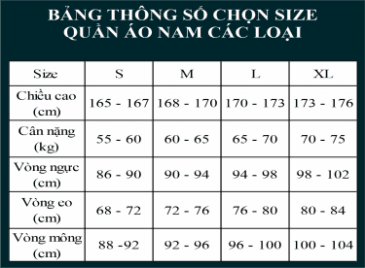 BẢNG THÔNG SỐ CHỌN SIZE
QUẦN ÁO NAM CÁC LOẠI
Size S M L XL
Chiều cao (cm) 165 - 167 168 - 170 170 - 173 173 - 176
Cân nặng (kg) 55 - 60 60 - 65 65 - 70 70 - 75
Vòng ngực (cm) 86 - 90 90 - 94 94 - 98 98 - 102
Vòng eo (cm) 68 - 72 72 - 76 76 - 80 80 - 84
Vòng mông (cm) 88 -92 92 - 96 96 - 100 100 - 104